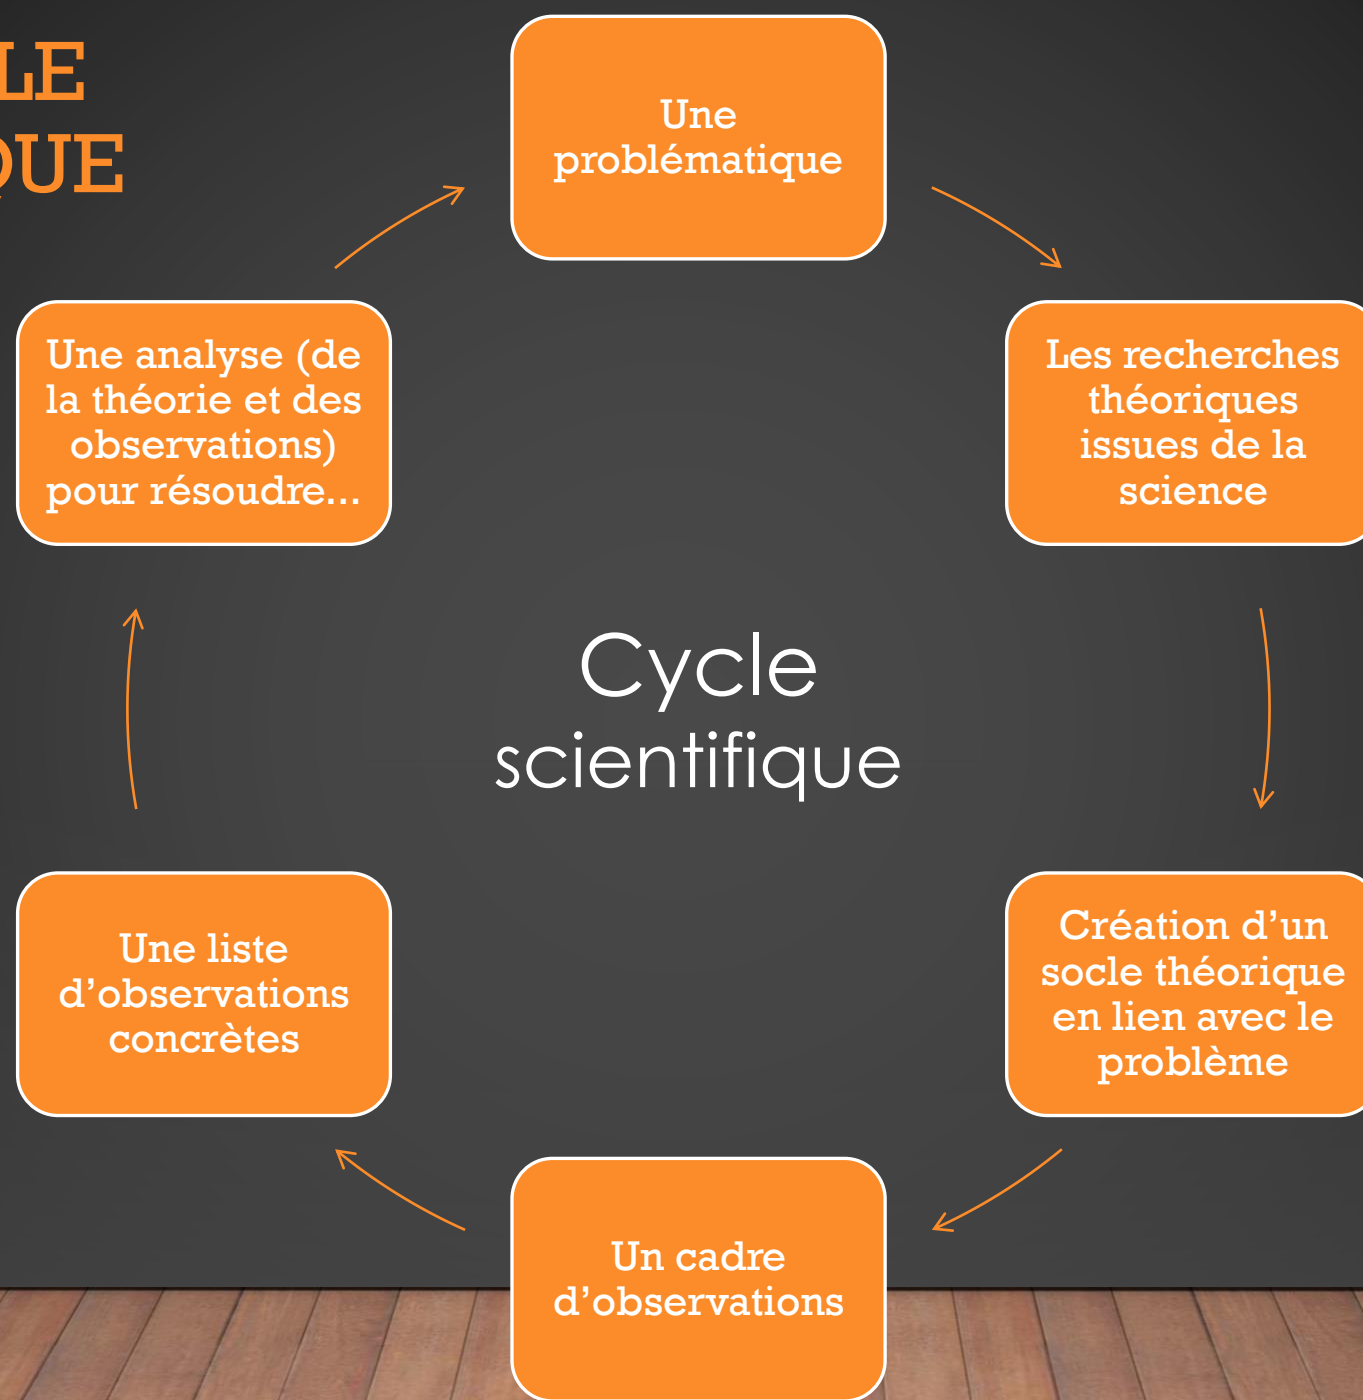 LE
QUE
Une
problématique
Les recherches
théoriques
issues de la
science
Création d’un
socle théorique
en lien avec le
problème
Un cadre
d’observations
Une liste
d’observations
concrètes
Une analyse (de
la théorie et des
observations)
pour résoudre...
Cycle
scientifique